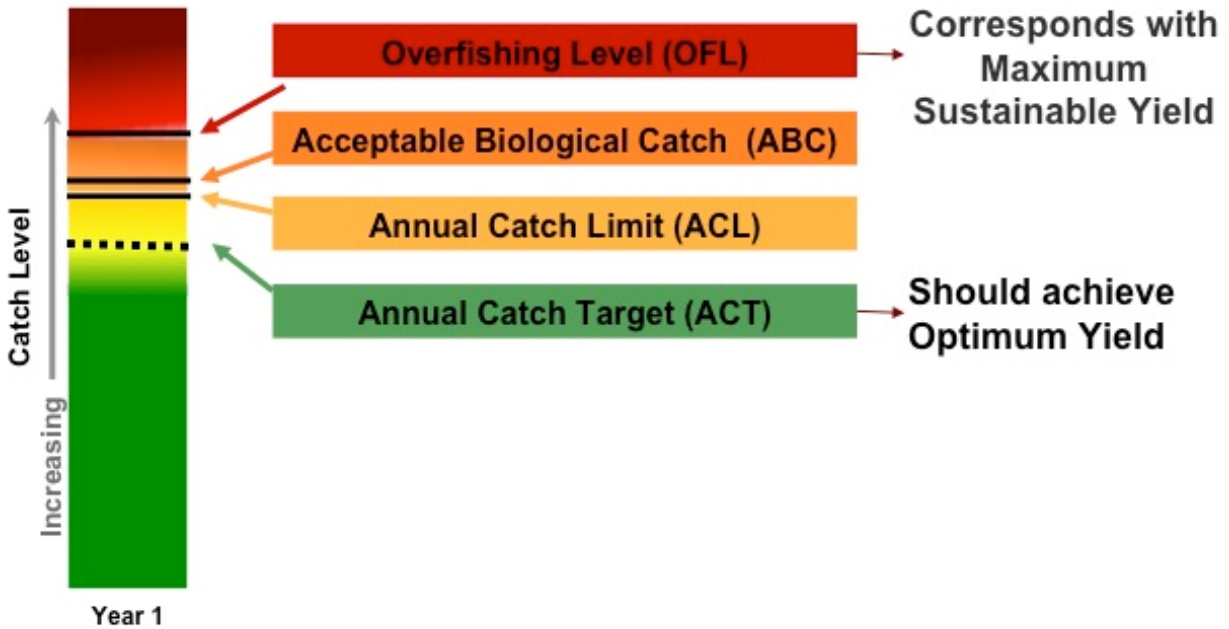 Overfishing Level (OFL)
Corresponds with
Maximum
Sustainable Yield
Acceptable Biological Catch (ABC)
Annual Catch Limit (ACL)
Annual Catch Target (ACT)
Should achieve
Optimum Yield
Catch Level
Increasing
Year 1